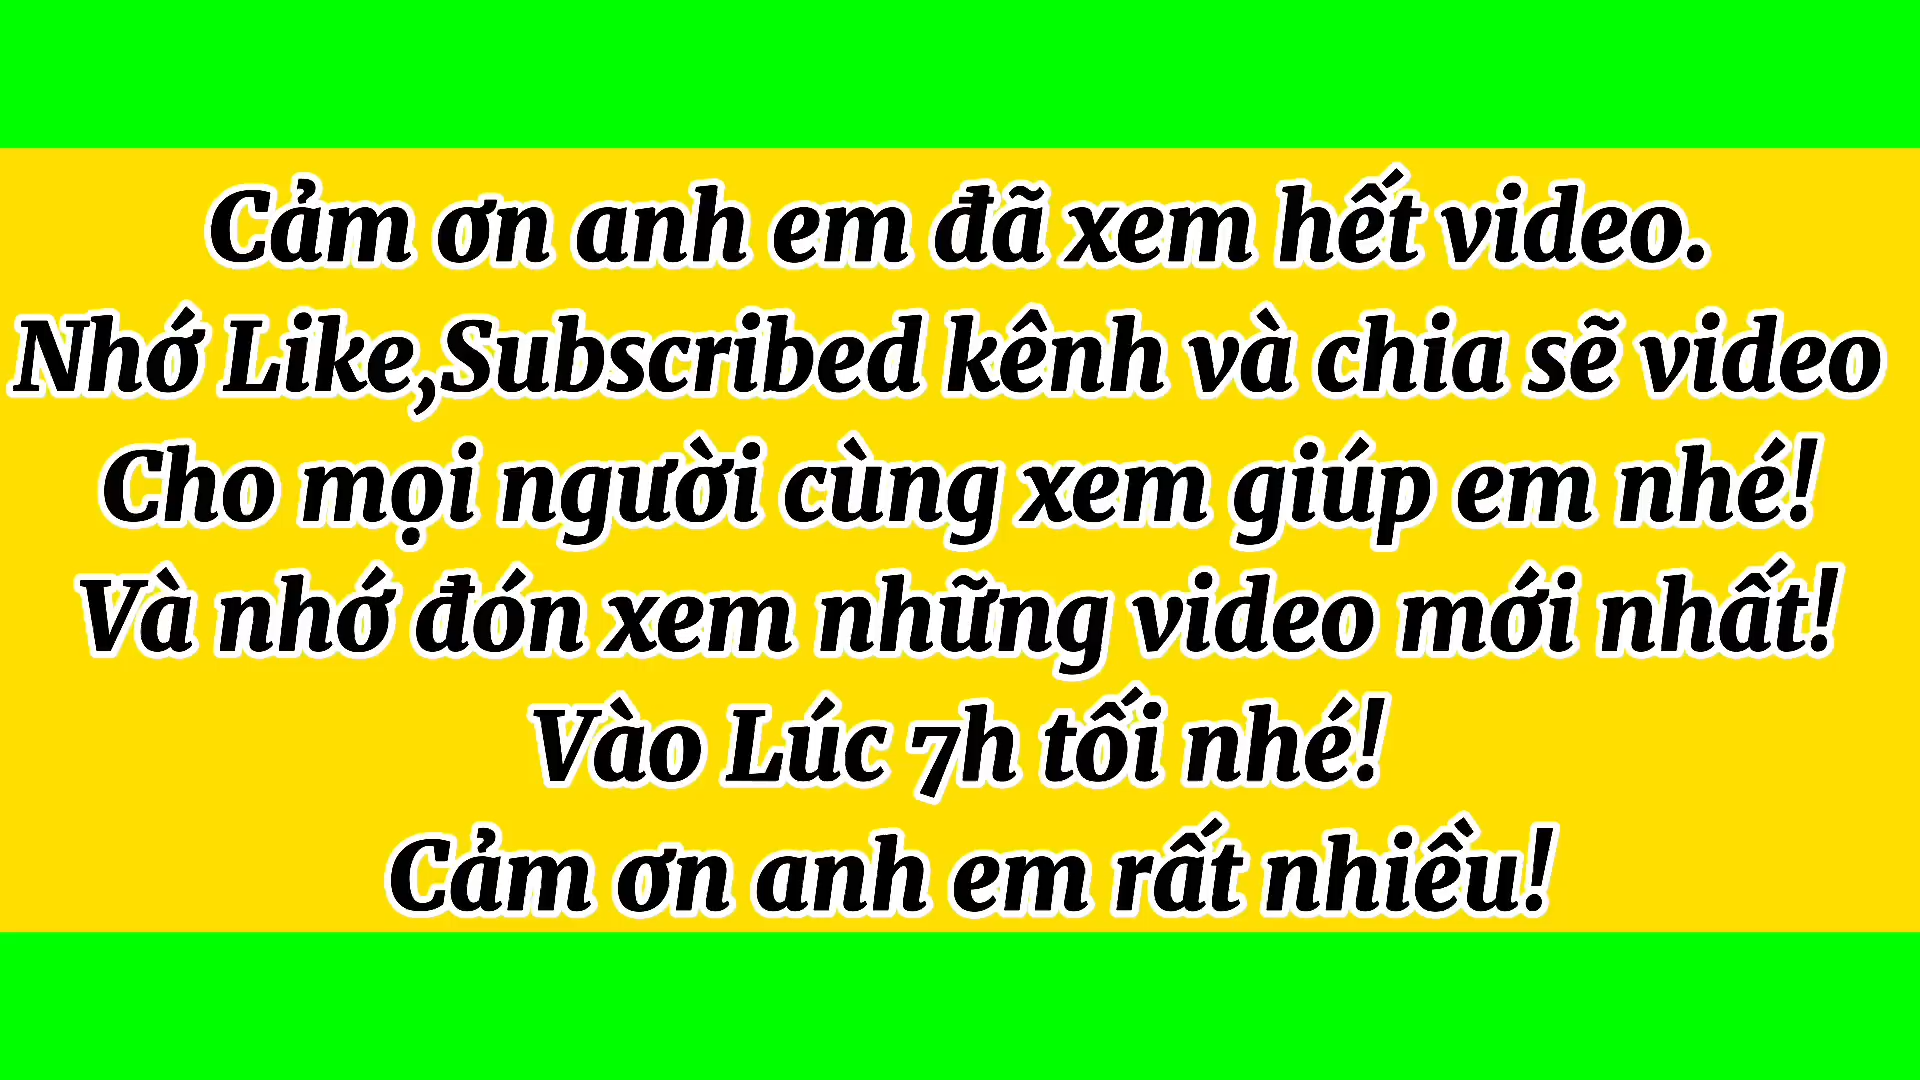 Cảm ơn anh em đã xem hết video.
Nhớ Like,Subscribed kênh và chia sẽ video
Cho mọi người cùng xem giúp em nhé!
Và nhớ đón xem những video mới nhất!
Vào Lúc 7h tối nhé!
Cảm ơn anh em rất nhiều!